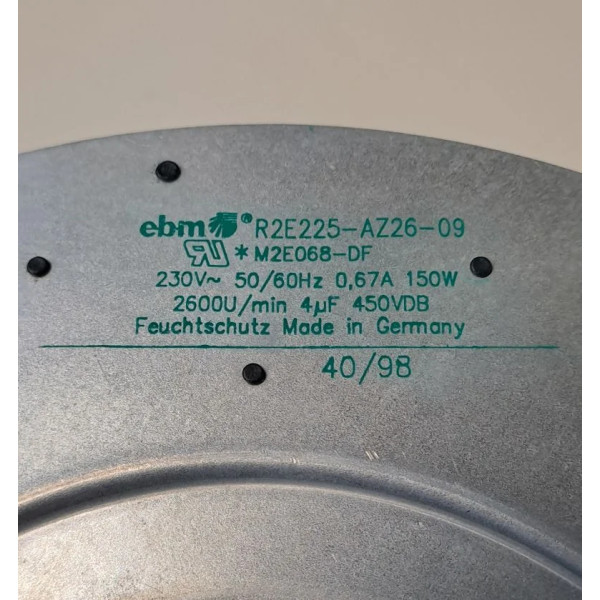 ebm® R2E225-AZ26-09
RU * M2E068-DF
230V~ 50/60Hz 0,67A 150W
2600U/min 4µF 450VDB
Feuchtschutz Made in Germany
40/98